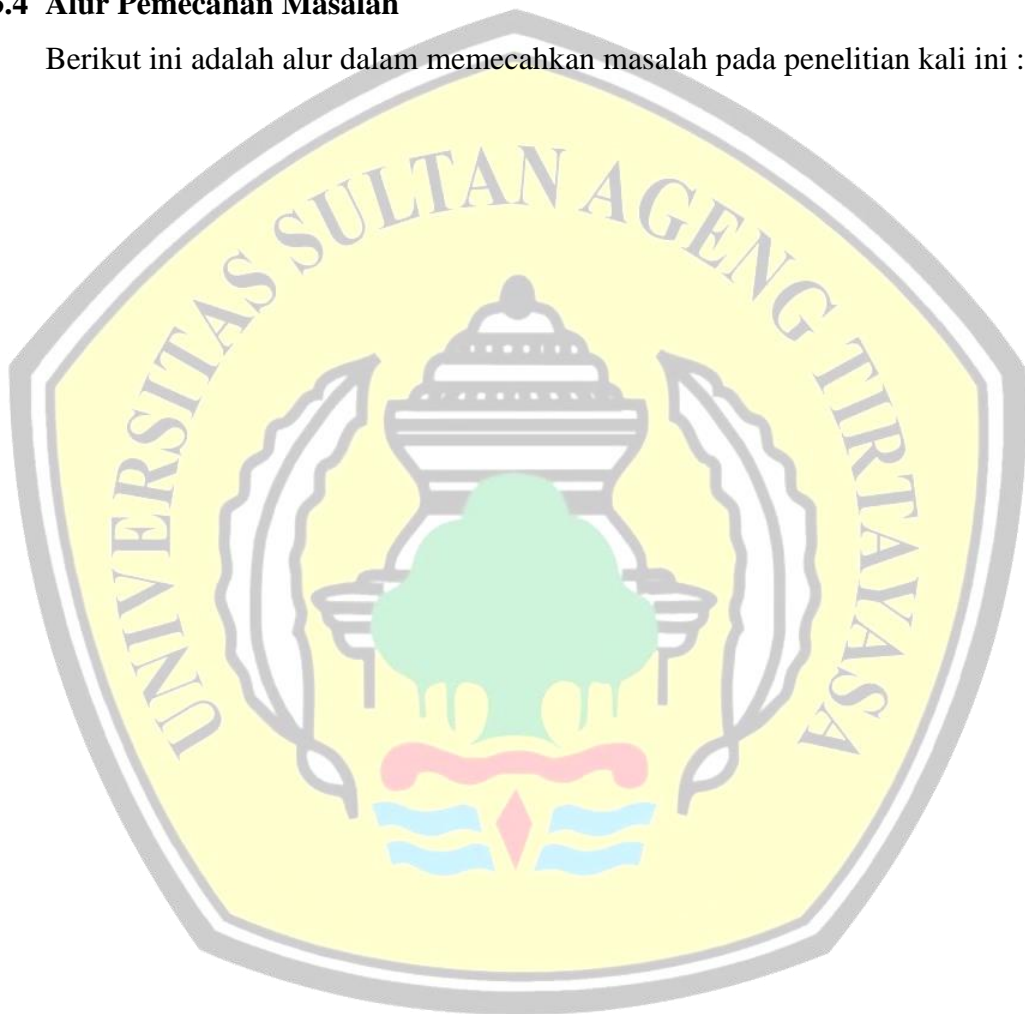 .4 Alur Pemecahan Masalah
Berikut ini adalah alur dalam memecahkan masalah pada penelitian kali ini :
UNIVERSITAS SULTAN AGENG TIRTAYASA